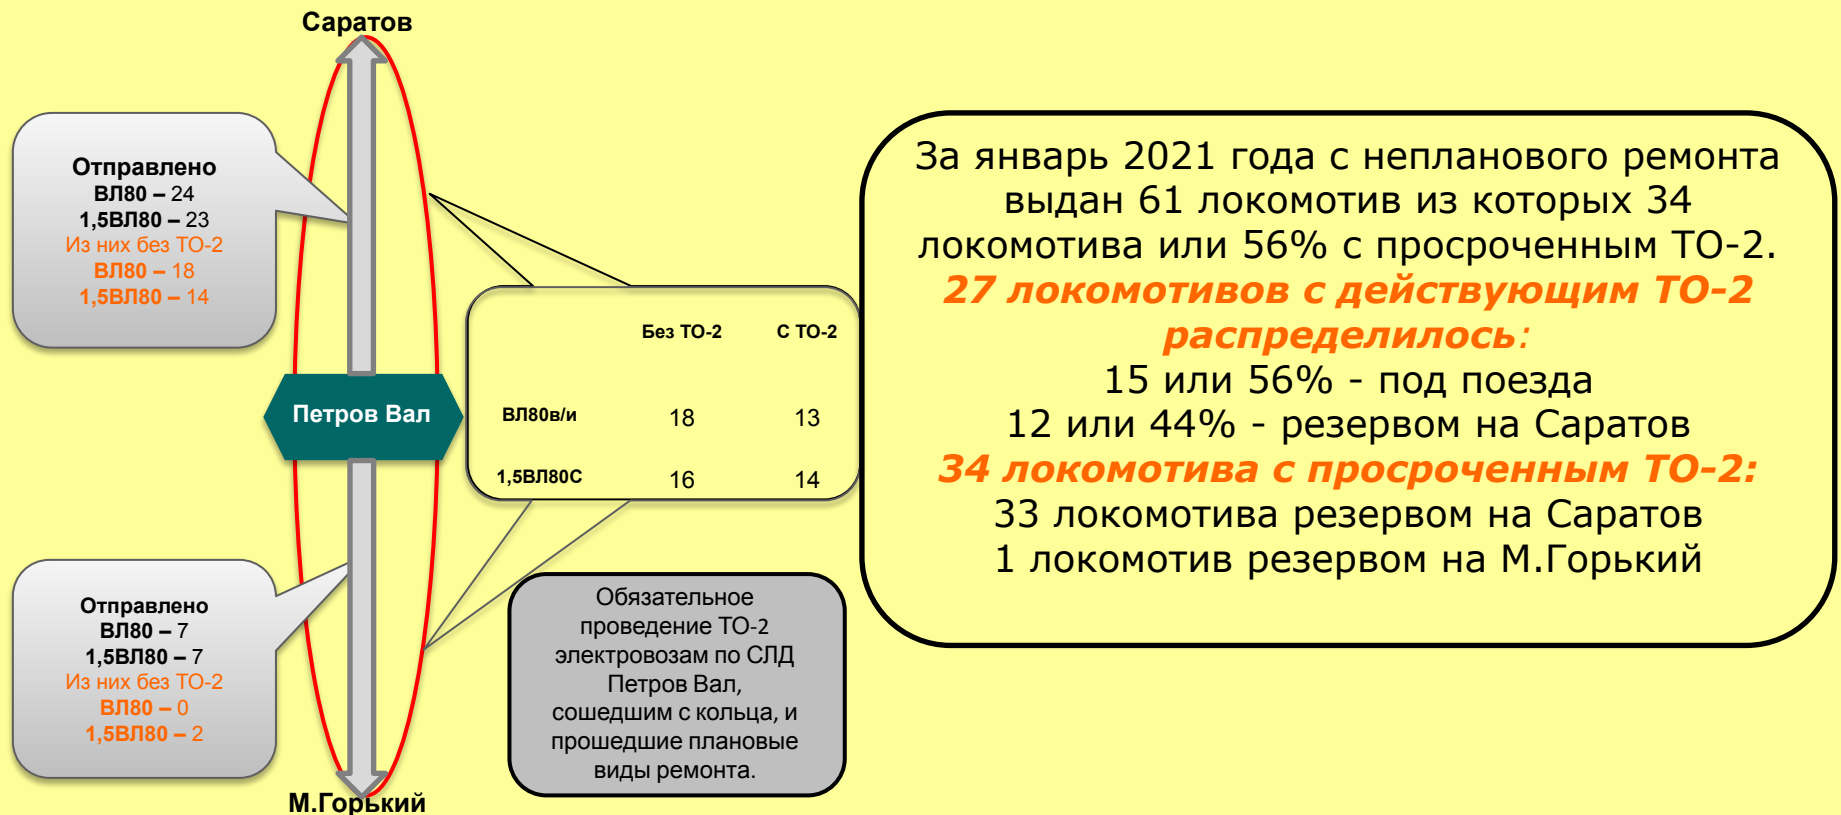 Саратов
Отправлено
ВЛ80 – 24
1,5ВЛ80 – 23
Из них без ТО-2
ВЛ80 – 18
1,5ВЛ80 – 14
Петров Вал
Без ТО-2 С ТО-2
ВЛ80в/и 18 13
1,5ВЛ80С 16 14
Отправлено
ВЛ80 – 7
1,5ВЛ80 – 7
Из них без ТО-2
ВЛ80 – 0
1,5ВЛ80 – 2
М.Горький
Обязательное
проведение ТО-2
электровозам по СЛД
Петров Вал,
сошедшим с кольца, и
прошедшие плановые
виды ремонта.
За январь 2021 года с непланового ремонта
выдан 61 локомотив из которых 34
локомотива или 56% с просроченным ТО-2.
27 локомотивов с действующим ТО-2
распределилось:
15 или 56% - под поезда
12 или 44% - резервом на Саратов
34 локомотива с просроченным ТО-2:
33 локомотива резервом на Саратов
1 локомотив резервом на М.Горький